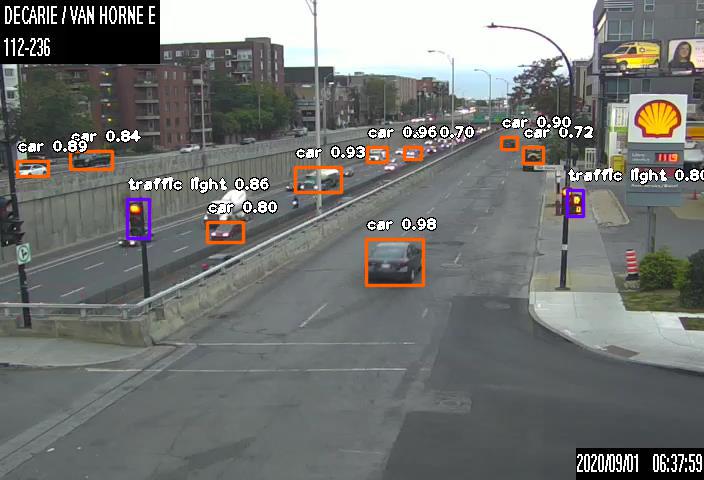 DECARIE / VAN HORNE E
112-236
car 0.89
car 0.84
car 0.93
car 0.96
0.70
car 0.90
car 0.72
traffic light 0.86
car 0.80
car 0.98
traffic light 0.80
Shell
111.9
2020/09/01 06:37:59